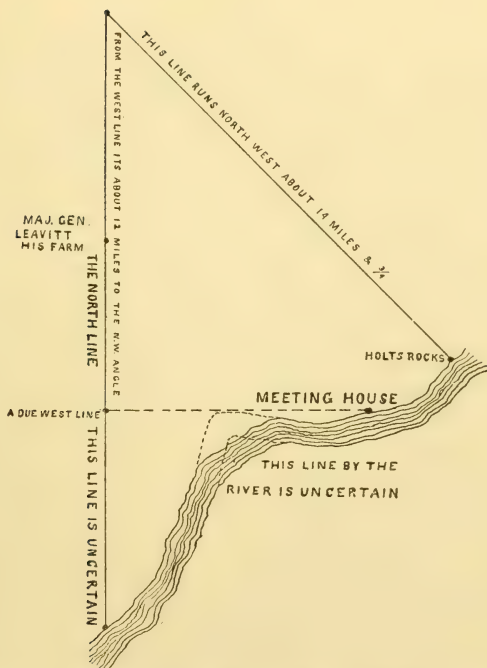 THIS LINE RUNS NORTH WEST ABOUT 14 MILES & 3/4
FROM THE WEST LINE ITS ABOUT 12 MILES TO THE N.W. ANGLE
MAJ. GEN.
LEAVITT
HIS FARM
THE NORTH LINE
HOLTS ROCKS
MEETING HOUSE
A DUE WEST LINE
THIS LINE BY THE
RIVER IS UNCERTAIN
THIS LINE IS UNCERTAIN